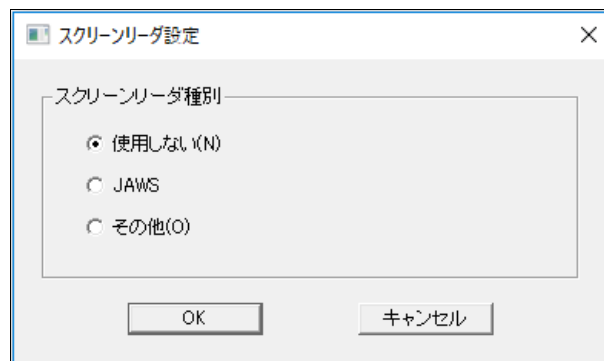 スクリーンリーダ設定
スクリーンリーダ種別
使用しない(N)
JAWS
その他(O)
OK
キャンセル